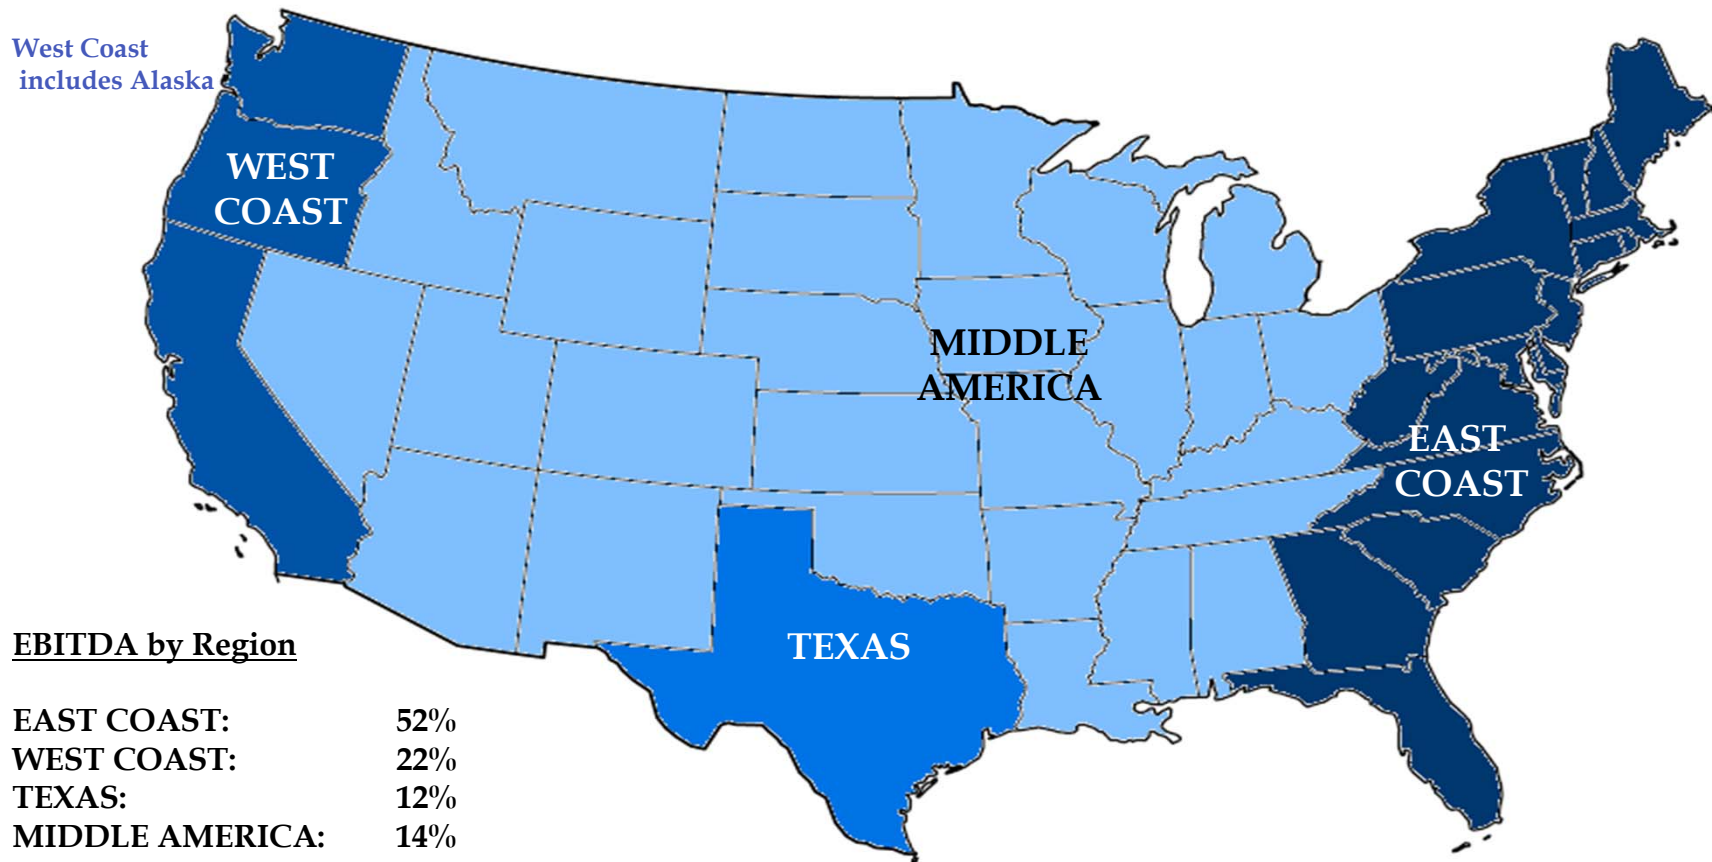 West Coast
includes Alaska
WEST
COAST
MIDDLE
AMERICA
EAST
COAST
TEXAS
EBITDA by Region
EAST COAST: 52%
WEST COAST: 22%
TEXAS: 12%
MIDDLE AMERICA: 14%